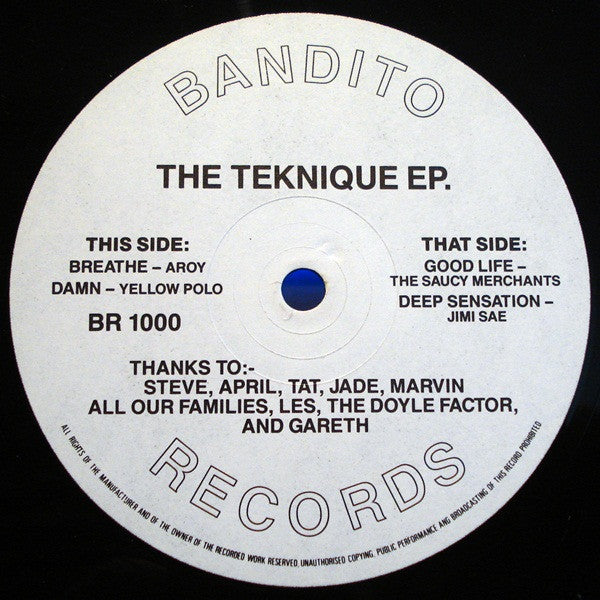 BANDITO
THE TEKNIQUE EP.
THIS SIDE:
BREATHE – AROY
DAMN – YELLOW POLO
BR 1000
THAT SIDE:
GOOD LIFE –
THE SAUCY MERCHANTS
DEEP SENSATION –
JIMI SAE
THANKS TO:-
STEVE, APRIL, TAT, JADE, MARVIN
ALL OUR FAMILIES, LES, THE DOYLE FACTOR,
AND GARETH
RECORDS
ALL RIGHTS OF THE MANUFACTURER AND OF THE OWNER OF THE RECORDED WORK RESERVED, UNAUTHORISED COPYING, PUBLIC PERFORMANCE AND BROADCASTING OF THIS RECORD PROHIBITED